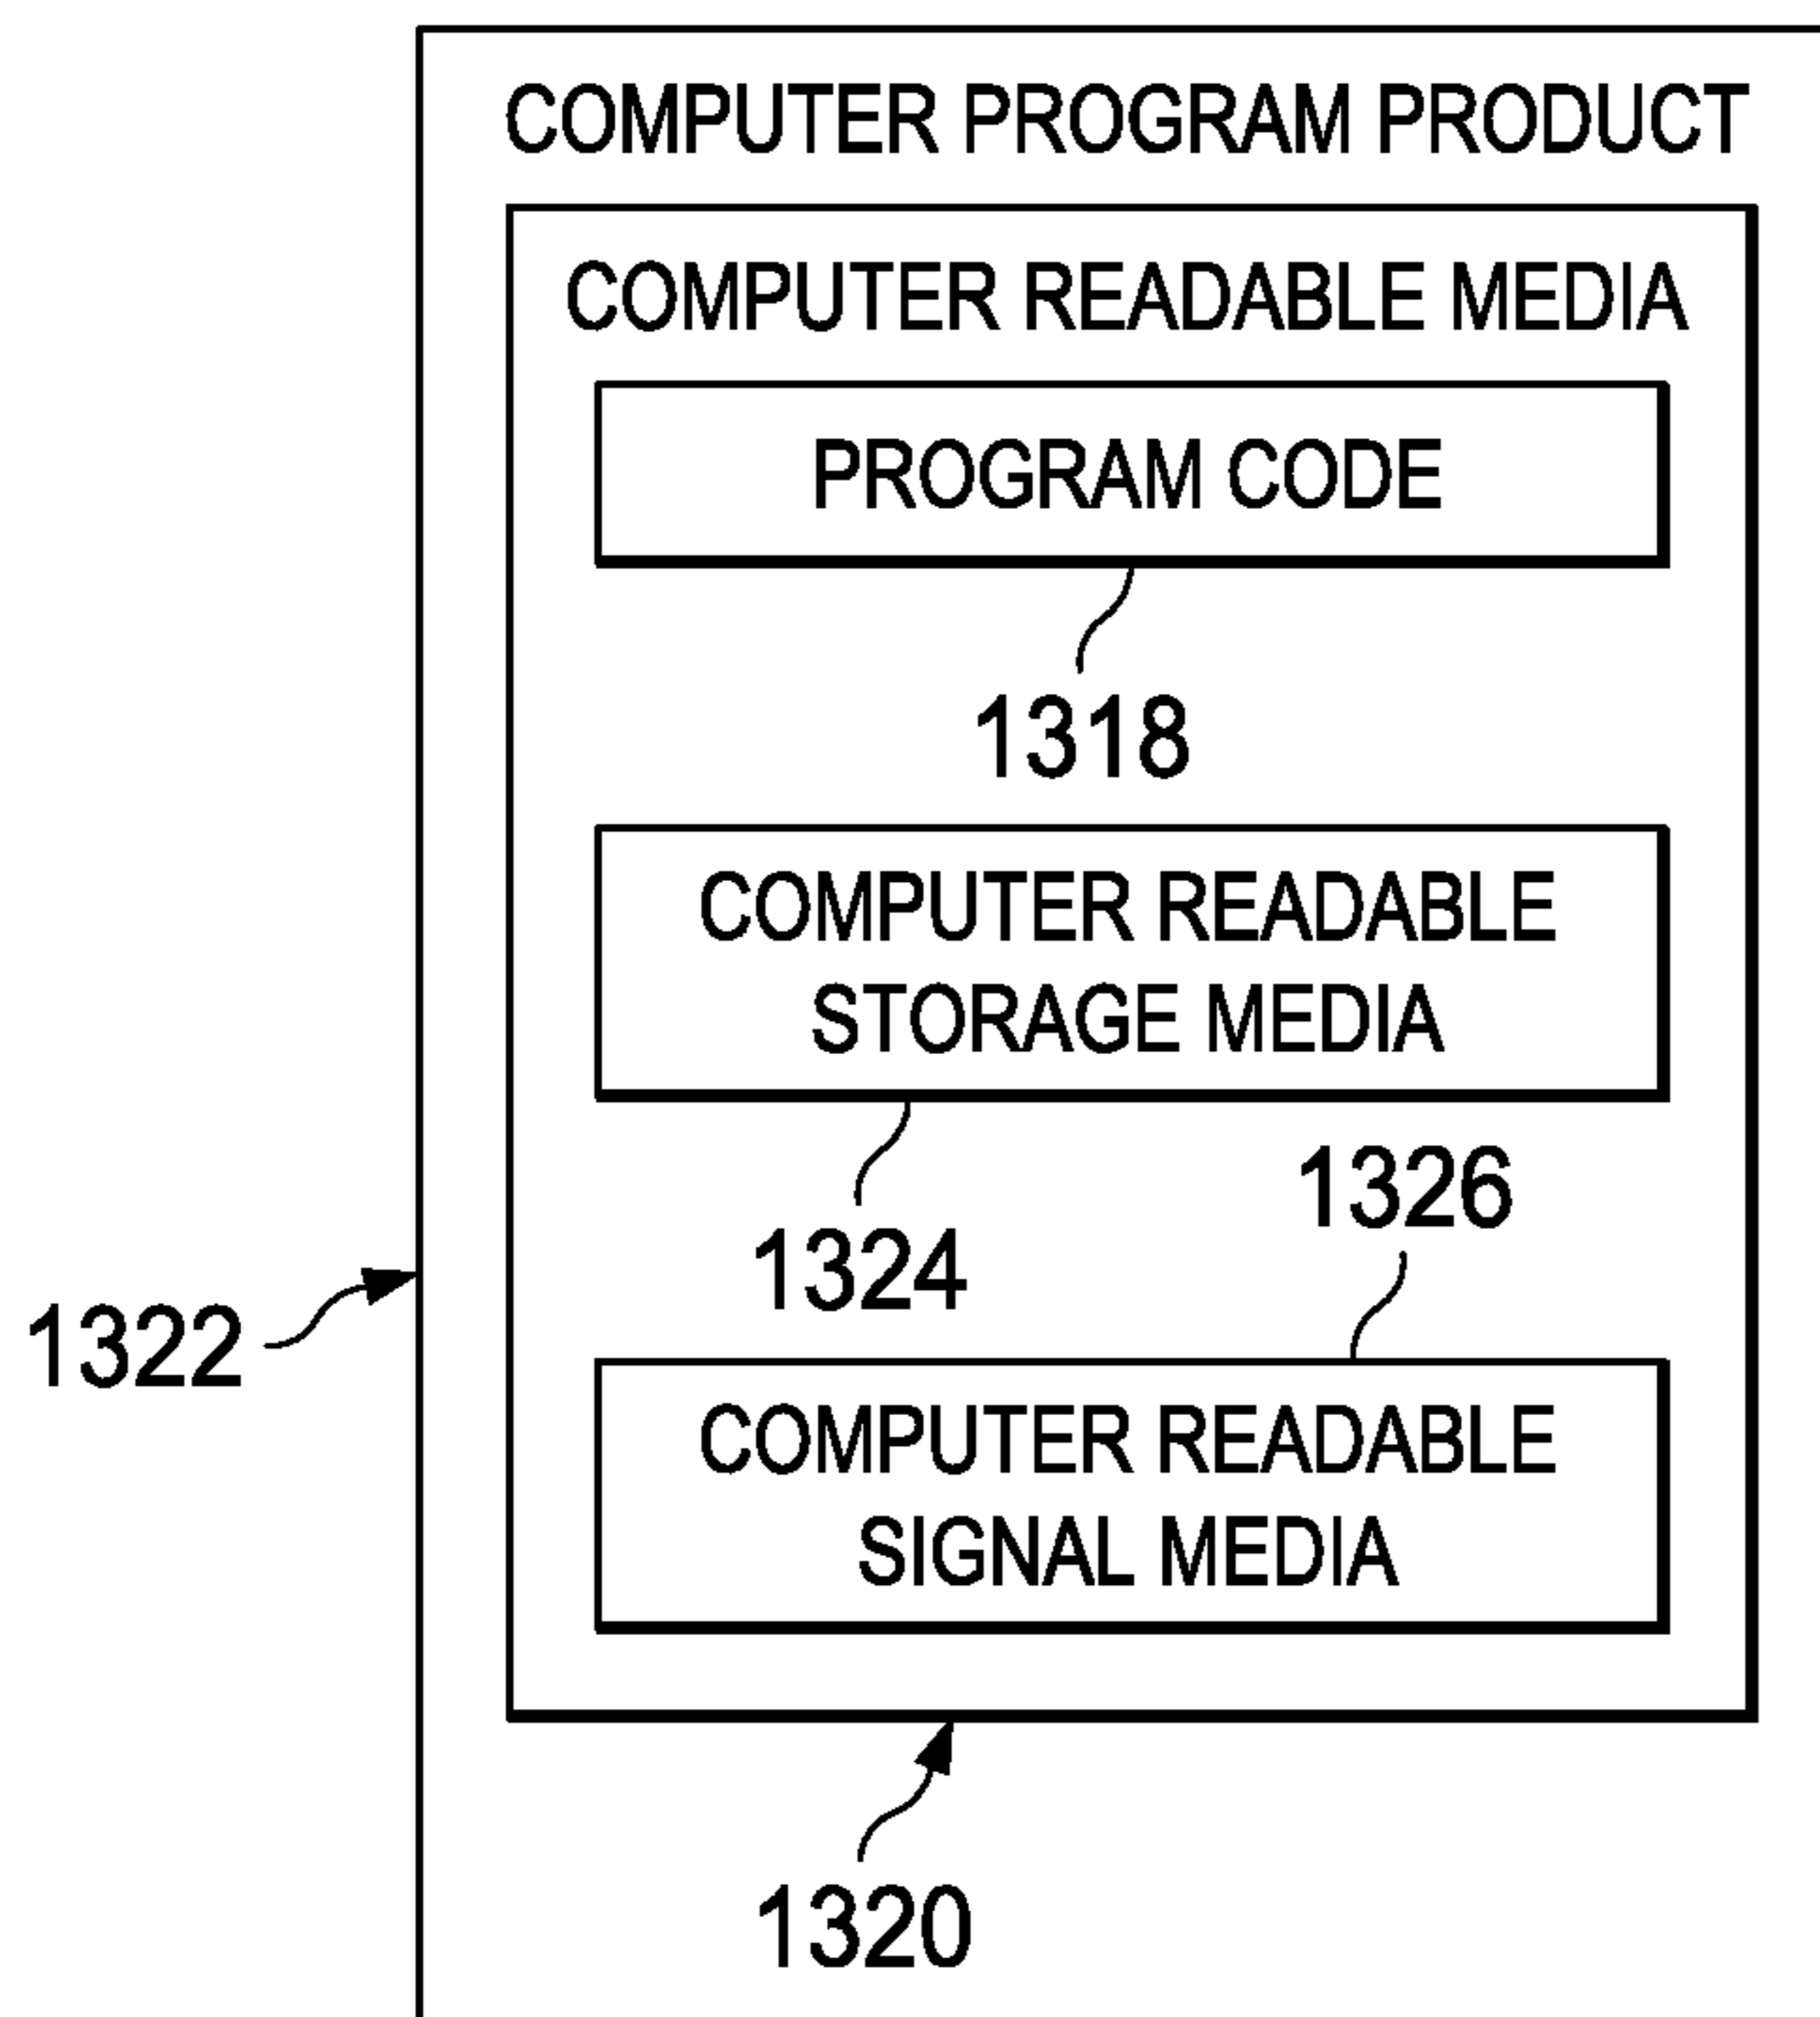 COMPUTER PROGRAM PRODUCT
COMPUTER READABLE MEDIA
PROGRAM CODE
1318
COMPUTER READABLE
STORAGE MEDIA
1326
1324
1322
COMPUTER READABLE
SIGNAL MEDIA
1320